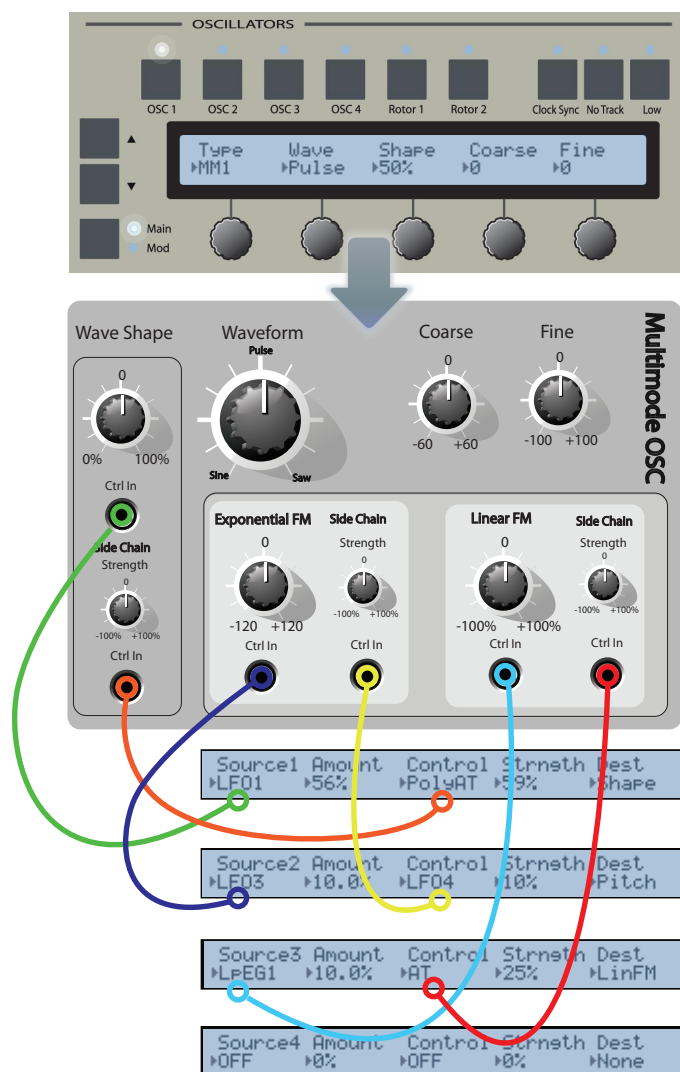 OSCILLATORS
OSC 1 OSC 2 OSC 3 OSC 4 Rotor 1 Rotor 2 Clock Sync No Track Low
Type Wave Shape Coarse Fine
MM1 Pulse 50% 0 0
Main
Mod
Multimode OSC
Wave Shape Waveform Coarse Fine
Pulse
0 0 0
0% 100%
-60 +60 -100 +100
Sine Saw
Ctrl In
Side Chain
Strength
0
-100% +100%
Ctrl In
Exponential FM Side Chain Linear FM Side Chain
0 Strength 0 Strength
0 0
-100% +100% -100% +100%
-120 +120 -100% +100%
Ctrl In Ctrl In Ctrl In Ctrl In
Source1 Amount Control Strngth Dest
LFO1 56% PolyAT 59% Shape
Source2 Amount Control Strngth Dest
LFO3 10.0% LFO4 10% Pitch
Source3 Amount Control Strngth Dest
LpEG1 10.0% AT 25% LinFM
Source4 Amount Control Strngth Dest
OFF 0% OFF 0% None